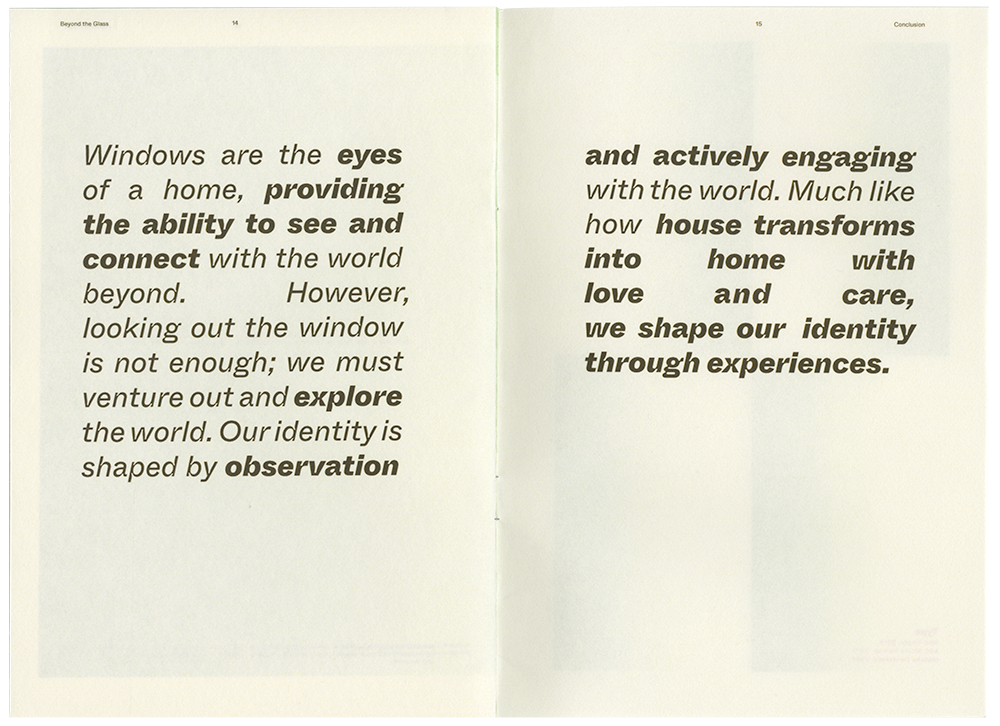 Beyond the Glass
14
Windows are the eyes
of a home, providing
the ability to see and
connect with the world
beyond. However,
looking out the window
is not enough; we must
venture out and explore
the world. Our identity is
shaped by observation
15
Conclusion
and actively engaging
with the world. Much like
how house transforms
into home with
love and care,
we shape our identity
through experiences.